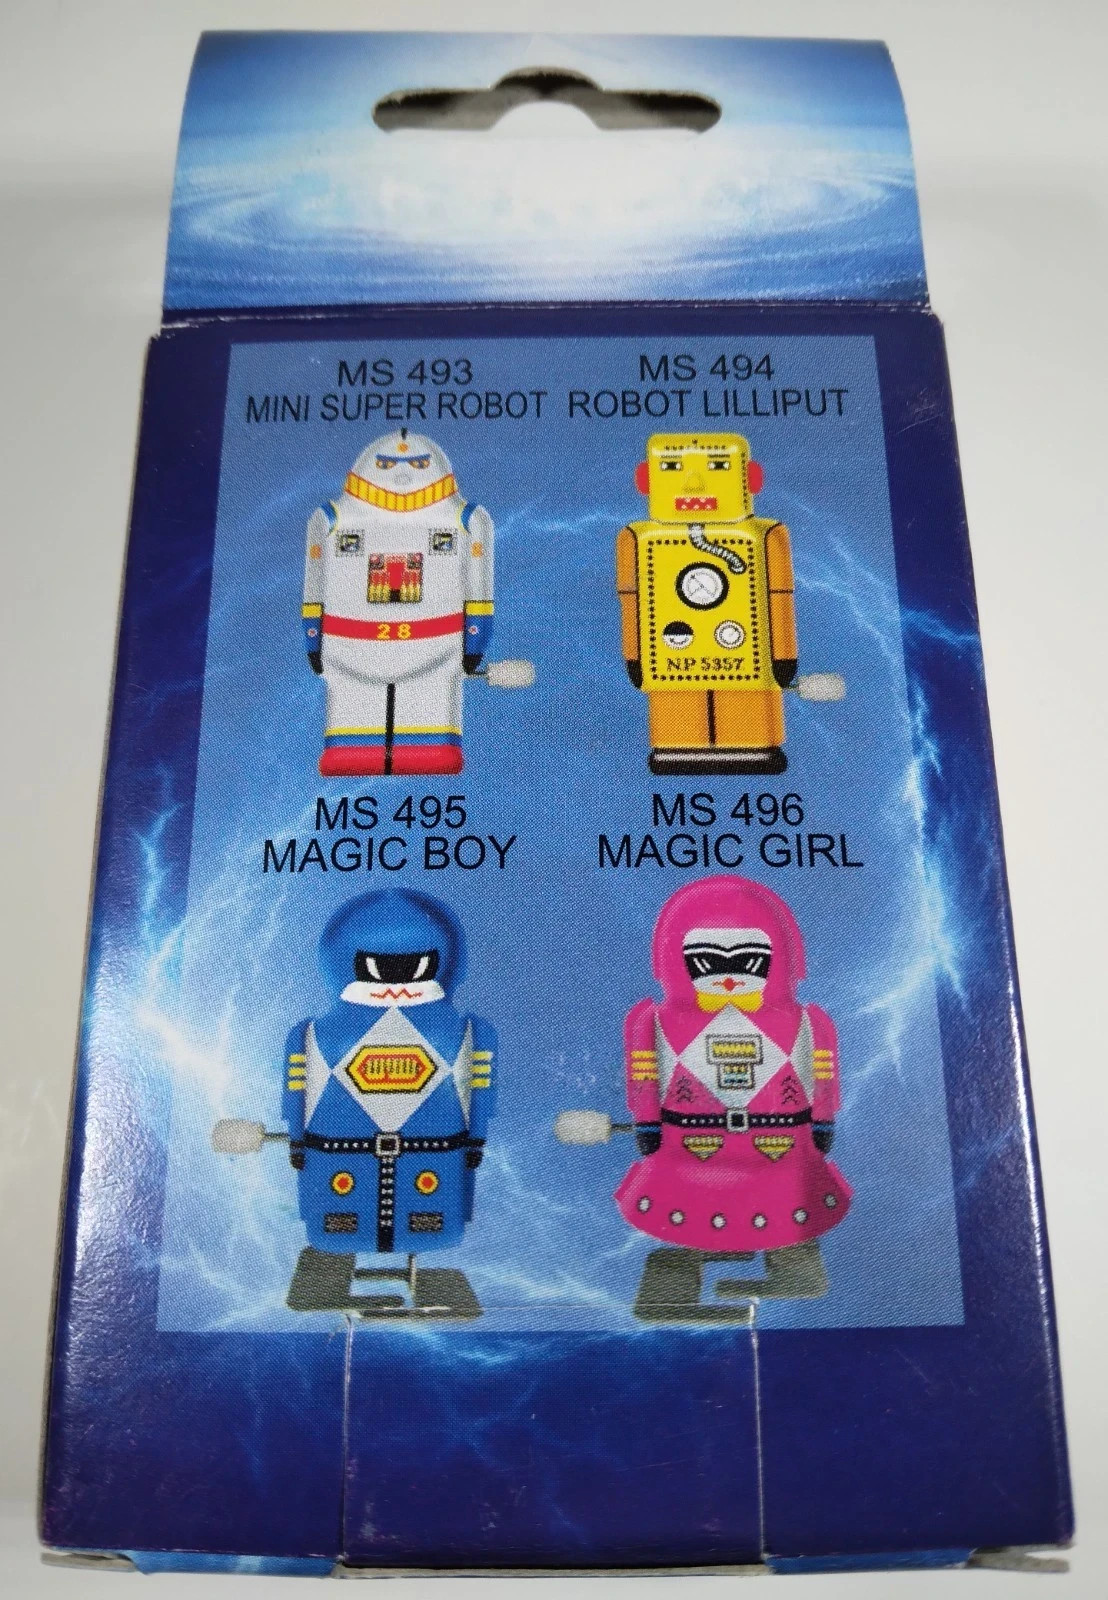 MS 493
MINI SUPER ROBOT
MS 494
ROBOT LILLIPUT
28
NP 5357
MS 495
MAGIC BOY
MS 496
MAGIC GIRL